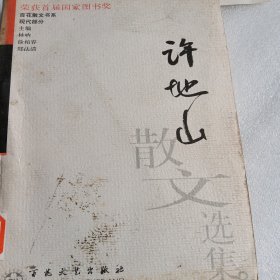 荣获首届国家图书奖
百花散文书系
现代部分
主编
林呐
徐柏容
郑法清
许地山
散文
选集
百花文艺出版社